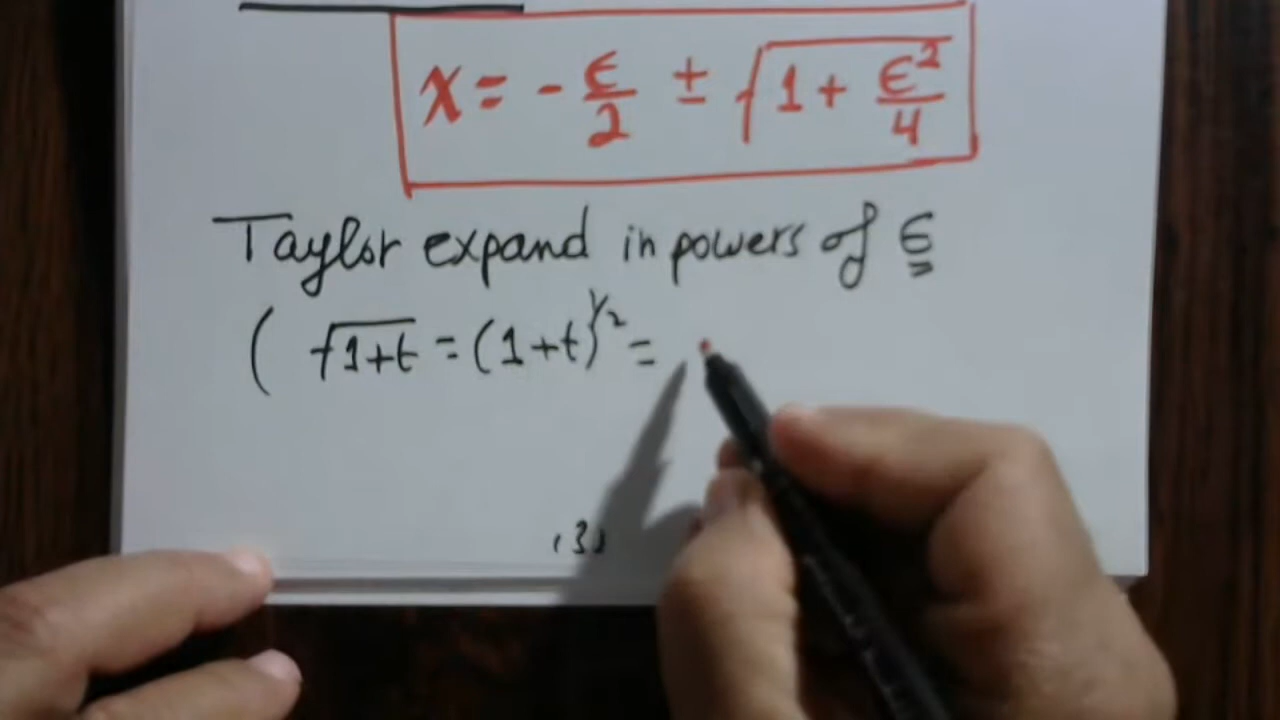 x = - ϵ/2 ± √(1 + ϵ²/4)
Taylor expand in powers of ϵ
( √1+t = (1+t)^1/2 =
(3)